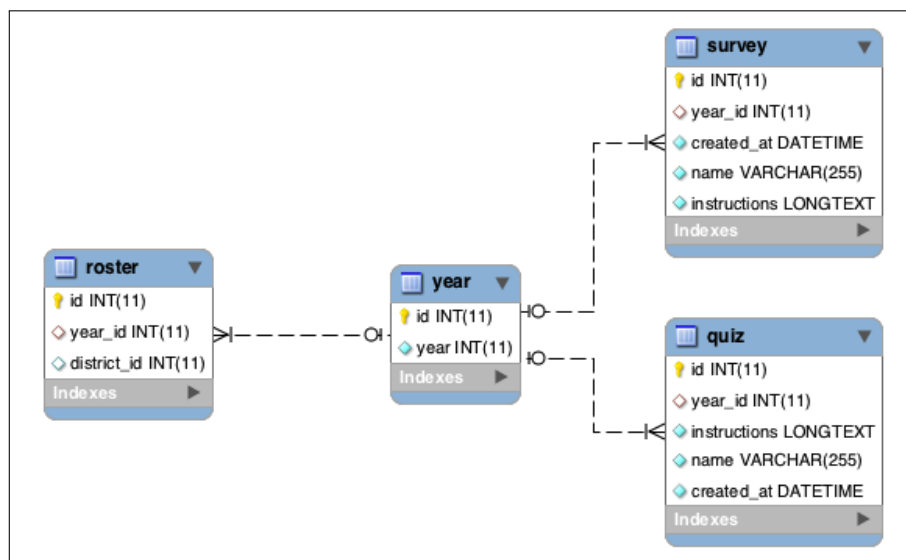 survey
id INT(11)
year_id INT(11)
created_at DATETIME
name VARCHAR(255)
instructions LONGTEXT
Indexes
roster
id INT(11)
year_id INT(11)
district_id INT(11)
Indexes
year
id INT(11)
year INT(11)
Indexes
quiz
id INT(11)
year_id INT(11)
instructions LONGTEXT
name VARCHAR(255)
created_at DATETIME
Indexes